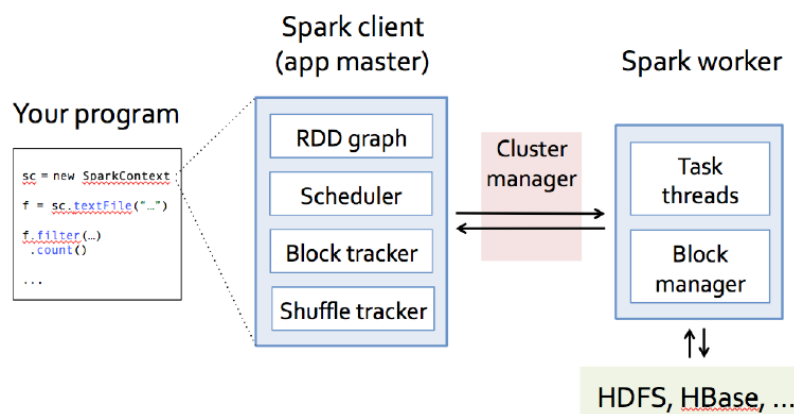 Spark client
(app master)
Spark worker
Your program
sc = new SparkContext
f = sc.textFile("…")
f.filter(…)
.count()
...
RDD graph
Scheduler
Block tracker
Shuffle tracker
Cluster
manager
Task
threads
Block
manager
HDFS, HBase, …